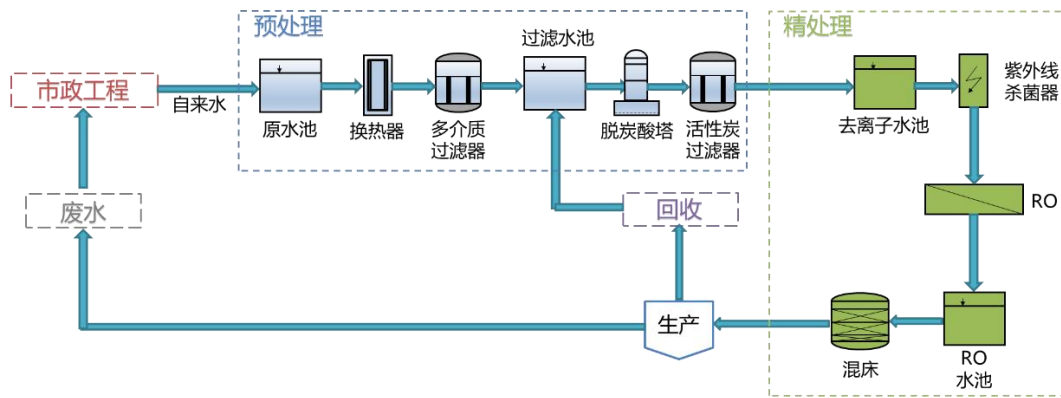 预处理
精处理
市政工程
自来水
原水池
换热器
多介质
过滤器
过滤水池
脱炭酸塔
活性炭
过滤器
去离子水池
紫外线
杀菌器
废水
回收
RO
生产
混床
RO
水池